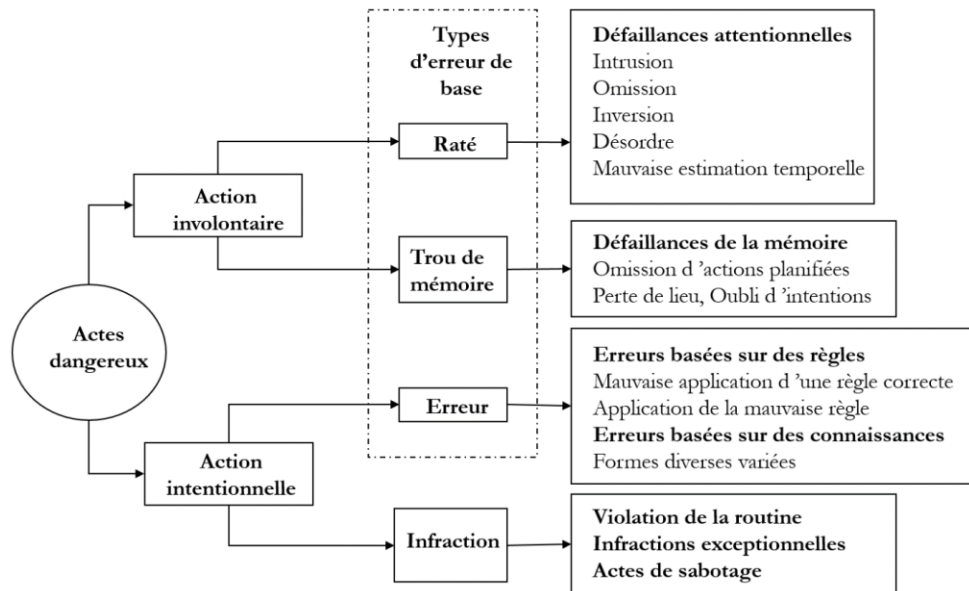 Types
d'erreur de
base
Défaillances attentionnelles
Intrusion
Omission
Inversion
Désordre
Mauvaise estimation temporelle
Raté
Action
involontaire
Trou de
mémoire
Défaillances de la mémoire
Omission d 'actions planifiées
Perte de lieu, Oubli d 'intentions
Actes
dangereux
Erreur
Erreurs basées sur des règles
Mauvaise application d 'une règle correcte
Application de la mauvaise règle
Erreurs basées sur des connaissances
Formes diverses variées
Action
intentionnelle
Infraction
Violation de la routine
Infractions exceptionnelles
Actes de sabotage